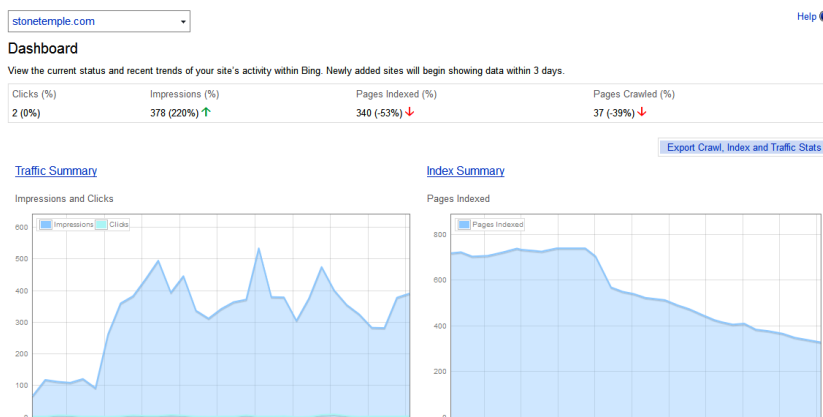 stonetemple.com
Help
Dashboard
View the current status and recent trends of your site's activity within Bing. Newly added sites will begin showing data within 3 days.
Clicks (%) Impressions (%) Pages Indexed (%) Pages Crawled (%)
2 (0%) 378 (220%) 340 (-53%) 37 (-39%)
Export Crawl, Index and Traffic Stats
Traffic Summary Index Summary
Impressions and Clicks Pages Indexed
Impressions Clicks
600
500
400
300
200
100
0
Pages Indexed
800
600
400
200
0